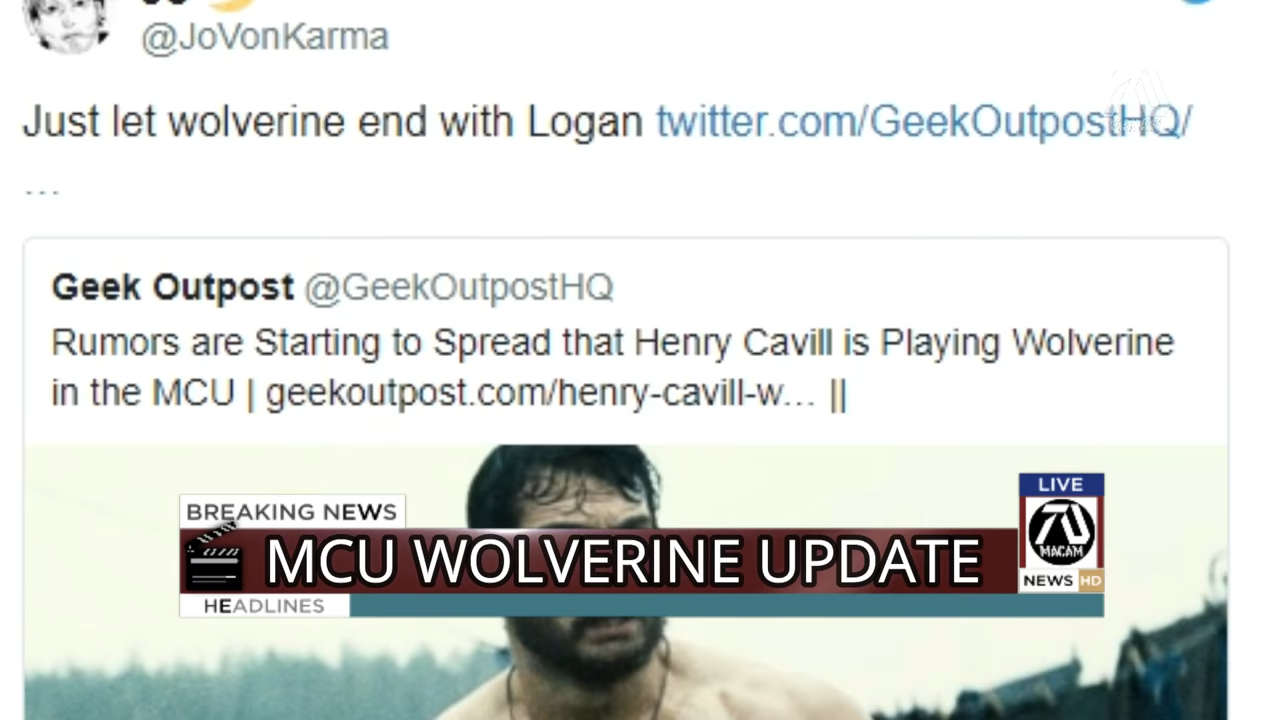 @JoVonKarma
Just let wolverine end with Logan twitter.com/GeekOutpostHQ/
...
Geek Outpost @GeekOutpostHQ
Rumors are Starting to Spread that Henry Cavill is Playing Wolverine
in the MCU | geekoutpost.com/henry-cavill-w... ||
BREAKING NEWS
LIVE
MCU WOLVERINE UPDATE
MACAM
NEWS HD
HEADLINES